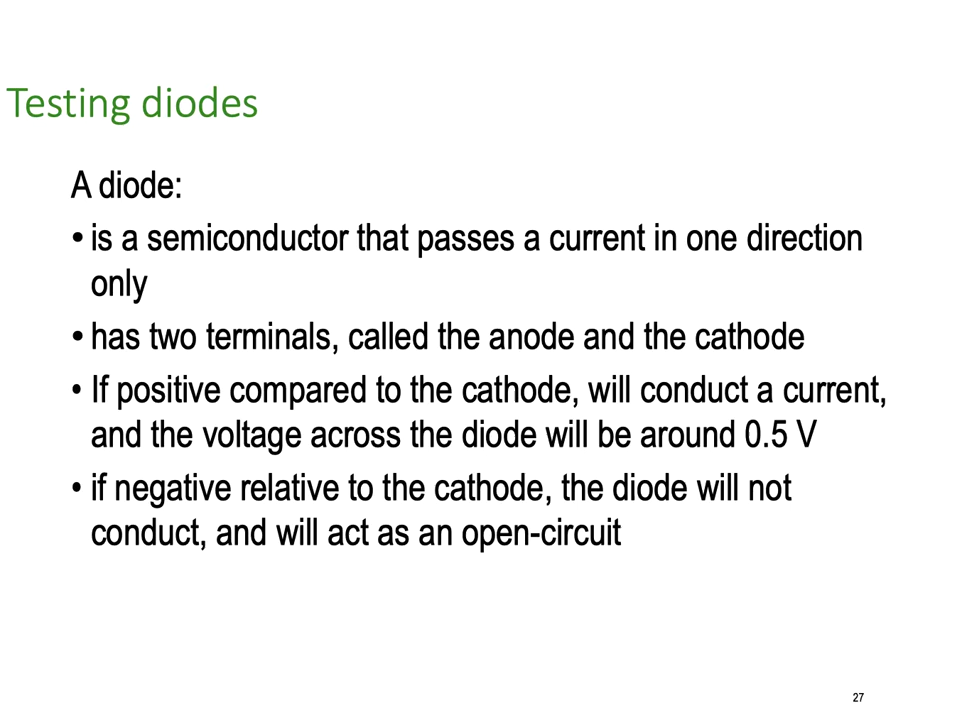 Testing diodes
A diode:
• is a semiconductor that passes a current in one direction
only
• has two terminals, called the anode and the cathode
• If positive compared to the cathode, will conduct a current,
and the voltage across the diode will be around 0.5 V
• if negative relative to the cathode, the diode will not
conduct, and will act as an open-circuit
27